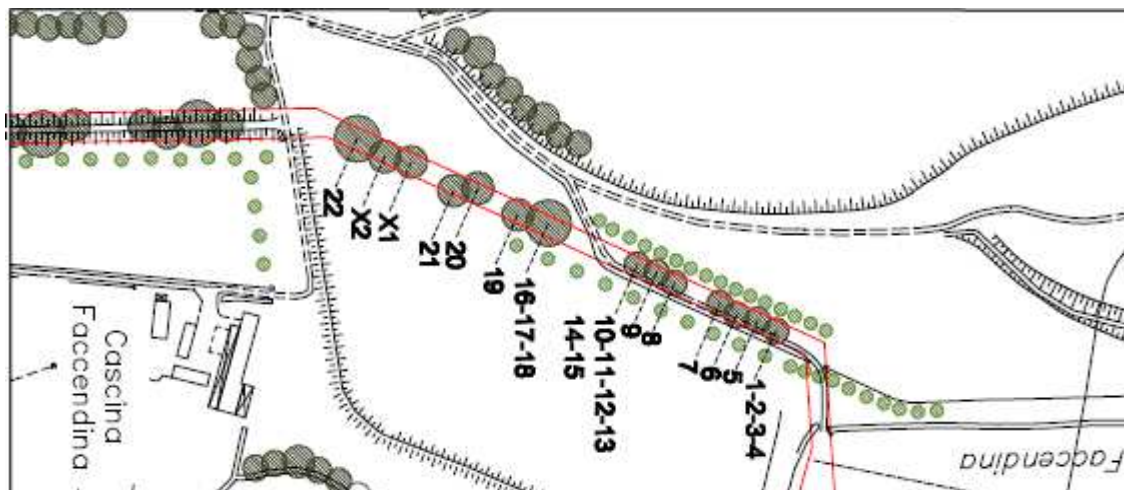 22
X2
X1
21
20
19
16-17-18
14-15
10-11-12-13
9
8
7
6
5
1-2-3-4
Cascina
Faccendina
Faccendina